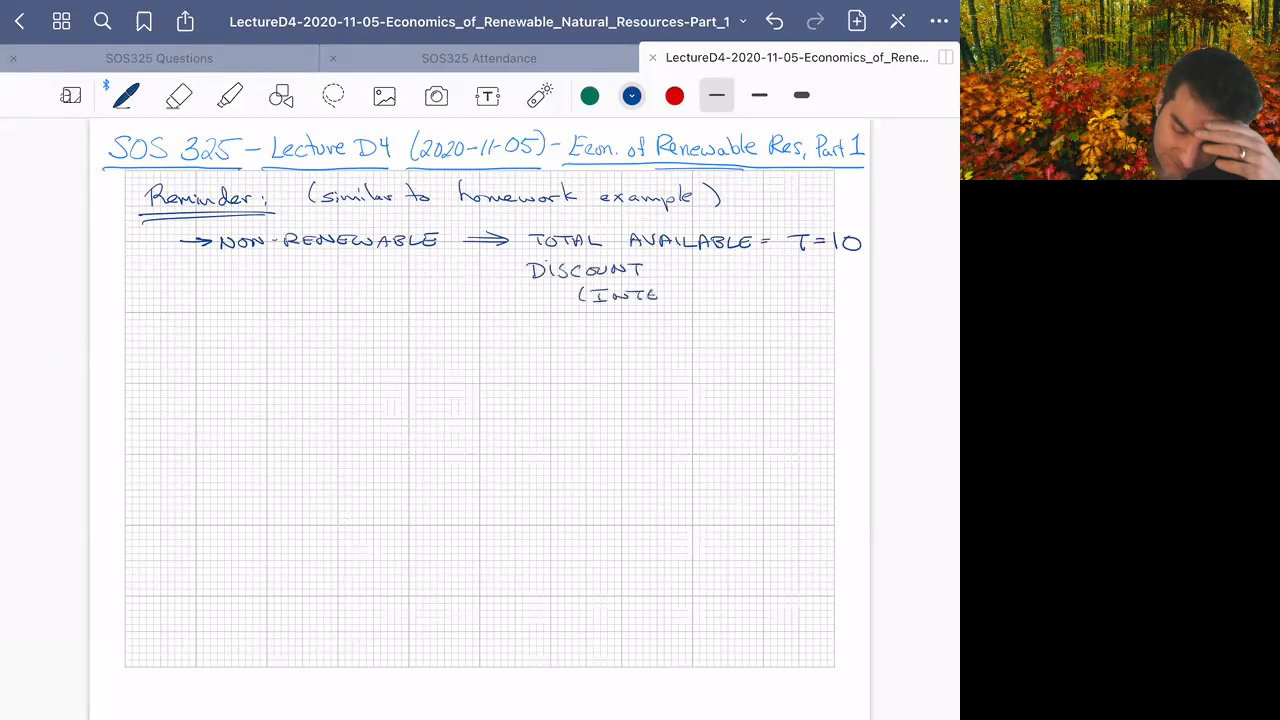 LectureD4-2020-11-05-Economics_of_Renewable_Natural_Resources-Part_1
SOS325 Questions
SOS325 Attendance
LectureD4-2020-11-05-Economics_of_Rene...
SOS 325 - Lecture D4 (2020-11-05) - Econ. of Renewable Res, Part 1
Reminder: (similar to homework example)
→ NON-RENEWABLE ⇒ TOTAL AVAILABLE = T=10
DISCOUNT
(INTE